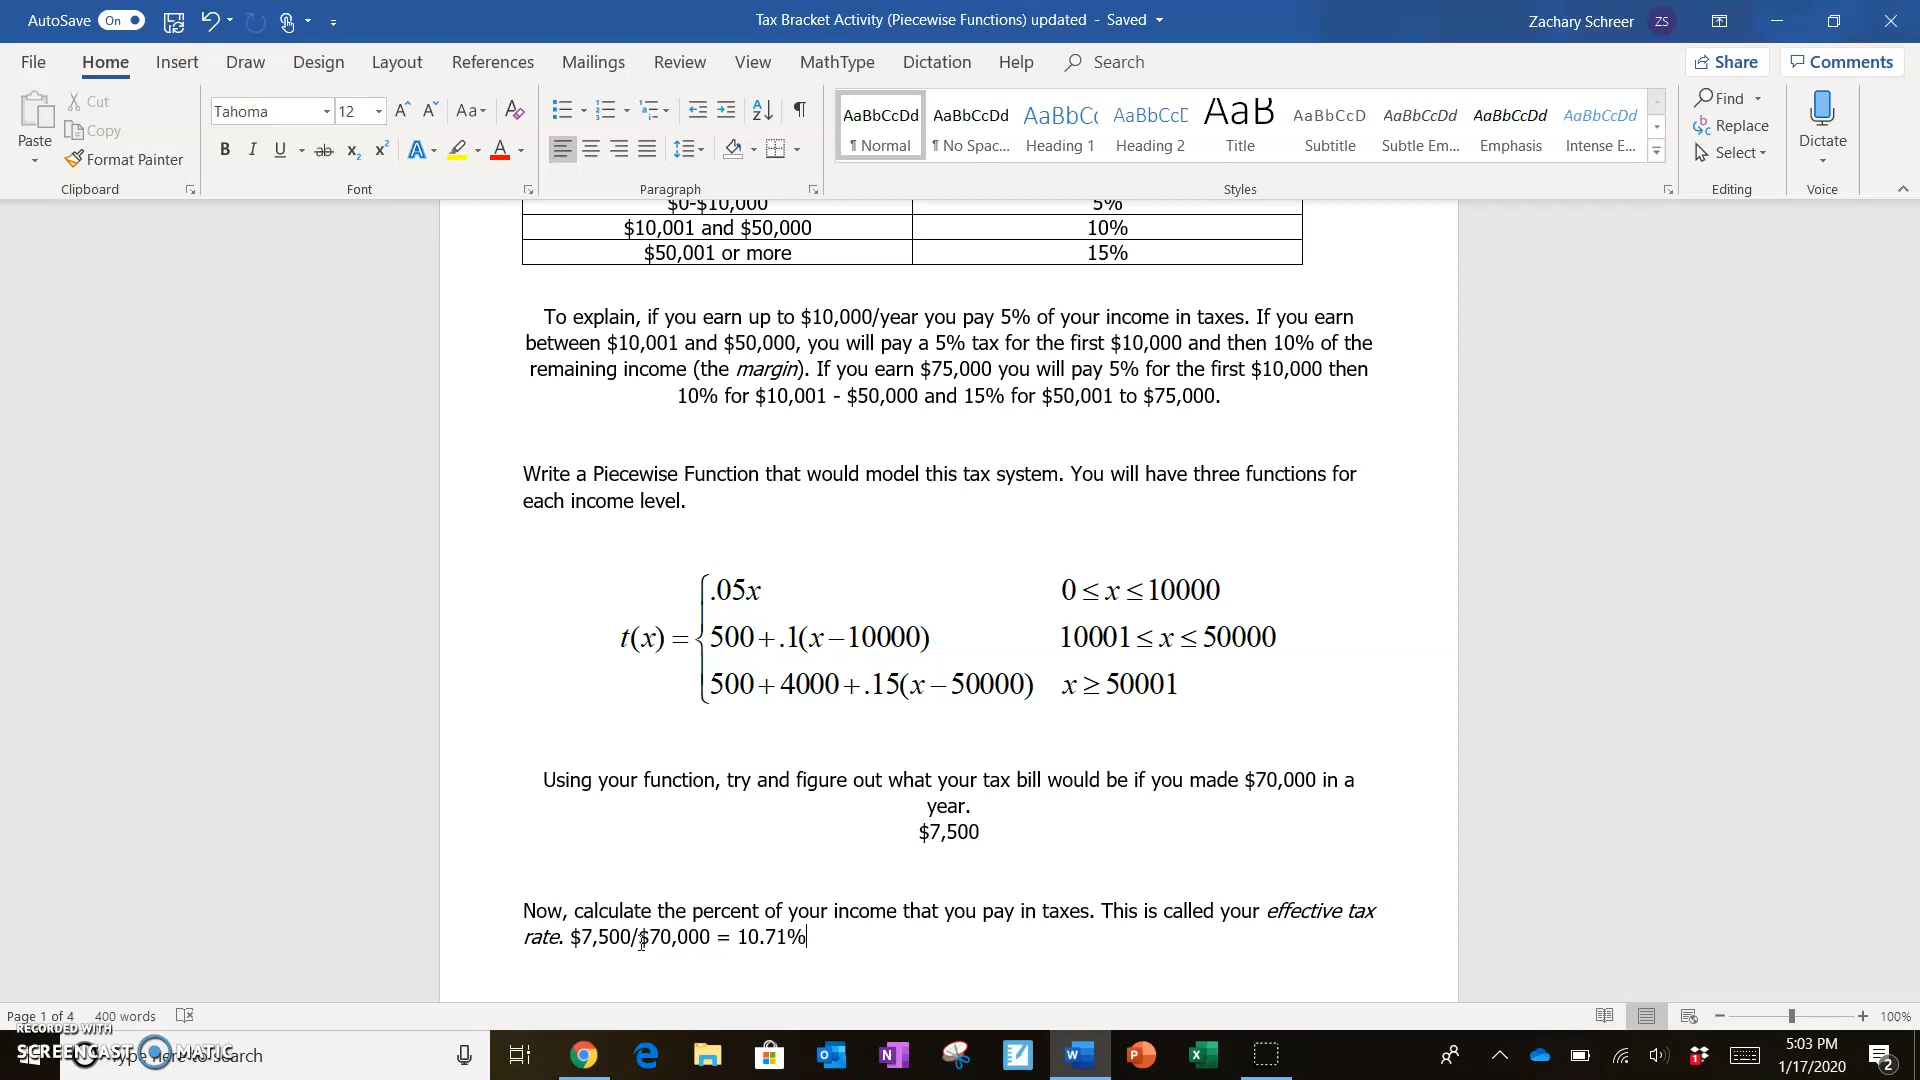 AutoSave On Tax Bracket Activity (Piecewise Functions) updated - Saved Zachary Schreer ZS
File Home Insert Draw Design Layout References Mailings Review View MathType Dictation Help Search Share Comments
Paste
Cut
Copy
Format Painter
Clipboard
Tahoma 12
Font
Paragraph
AaBbCcDd AaBbCcDd AaBbCc AaBbCcD AaB AaBbCcD AaBbCcDd AaBbCcDd AaBbCcDd
¶ Normal ¶ No Spac... Heading 1 Heading 2 Title Subtitle Subtle Em... Emphasis Intense E...
Styles
Find
Replace
Select
Editing
Dictate
Voice
$0-$10,000 5%
$10,001 and $50,000 10%
$50,001 or more 15%
To explain, if you earn up to $10,000/year you pay 5% of your income in taxes. If you earn
between $10,001 and $50,000, you will pay a 5% tax for the first $10,000 and then 10% of the
remaining income (the margin). If you earn $75,000 you will pay 5% for the first $10,000 then
10% for $10,001 - $50,000 and 15% for $50,001 to $75,000.
Write a Piecewise Function that would model this tax system. You will have three functions for
each income level.
.05x 0 ≤ x ≤ 10000
t(x) = { 500 + .1(x − 10000) 10001 ≤ x ≤ 50000
500 + 4000 + .15(x − 50000) x ≥ 50001
Using your function, try and figure out what your tax bill would be if you made $70,000 in a
year.
$7,500
Now, calculate the percent of your income that you pay in taxes. This is called your effective tax
rate. $7,500/$70,000 = 10.71%
Page 1 of 4 400 words 100%
RECORDED WITH
SCREENCAST MATIC
Type here to search
5:03 PM
1/17/2020
2